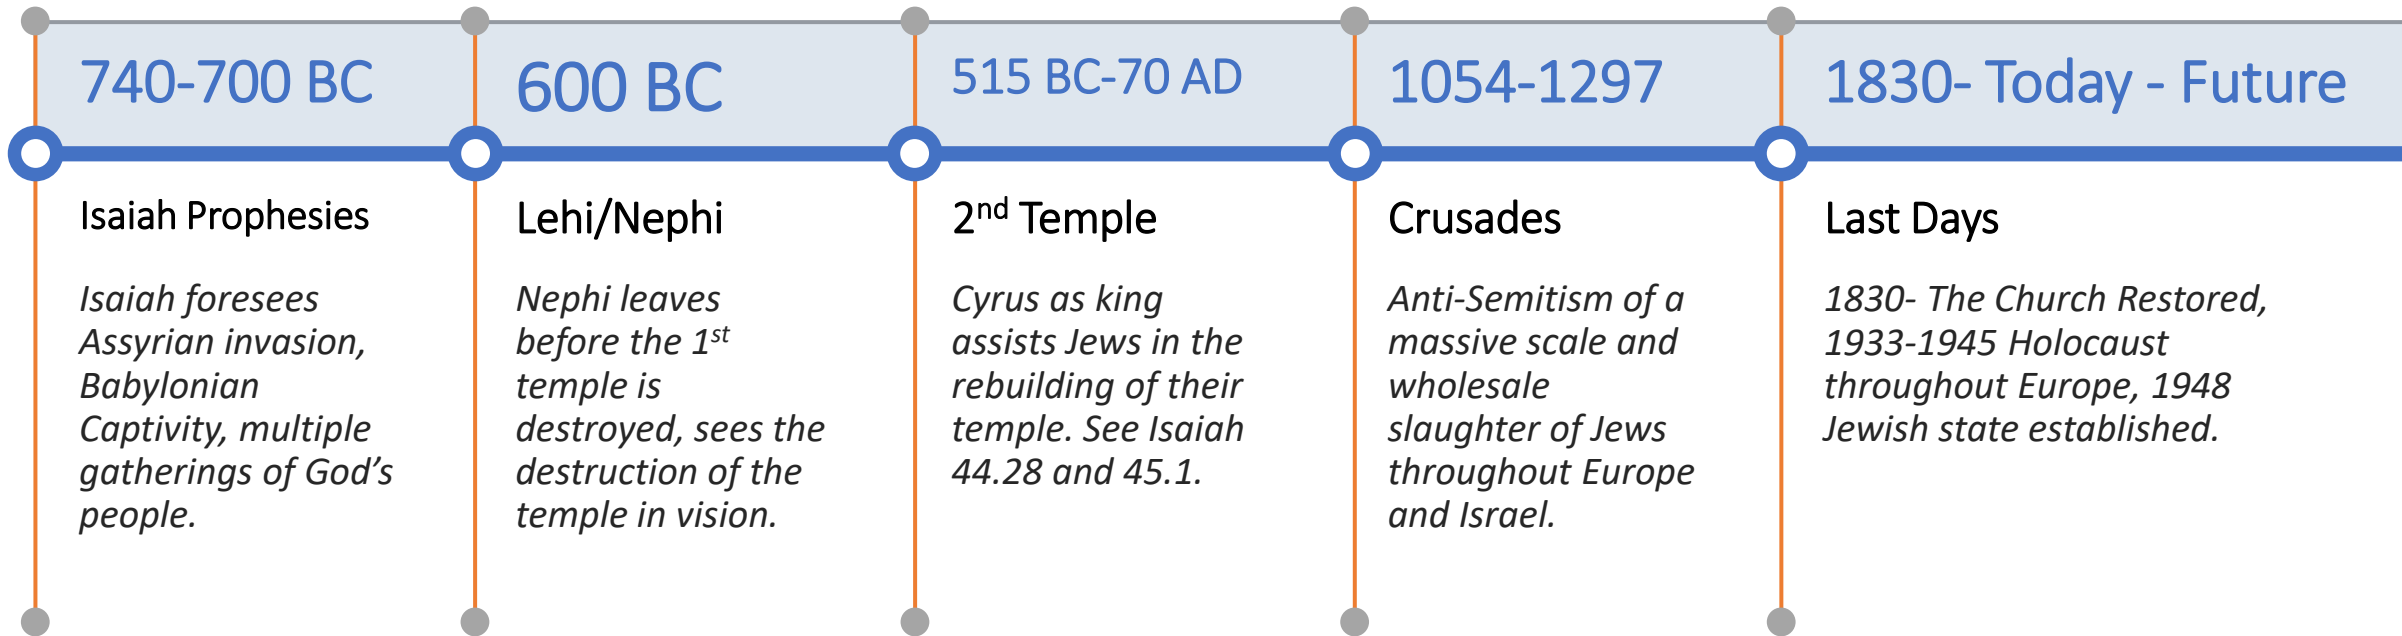 740-700 BC
Isaiah Prophesies
Isaiah foresees
Assyrian invasion,
Babylonian
Captivity, multiple
gatherings of God’s
people.
600 BC
Lehi/Nephi
Nephi leaves
before the 1st
temple is
destroyed, sees the
destruction of the
temple in vision.
515 BC-70 AD
2nd Temple
Cyrus as king
assists Jews in the
rebuilding of their
temple. See Isaiah
44.28 and 45.1.
1054-1297
Crusades
Anti-Semitism of a
massive scale and
wholesale
slaughter of Jews
throughout Europe
and Israel.
1830- Today - Future
Last Days
1830- The Church Restored,
1933-1945 Holocaust
throughout Europe, 1948
Jewish state established.